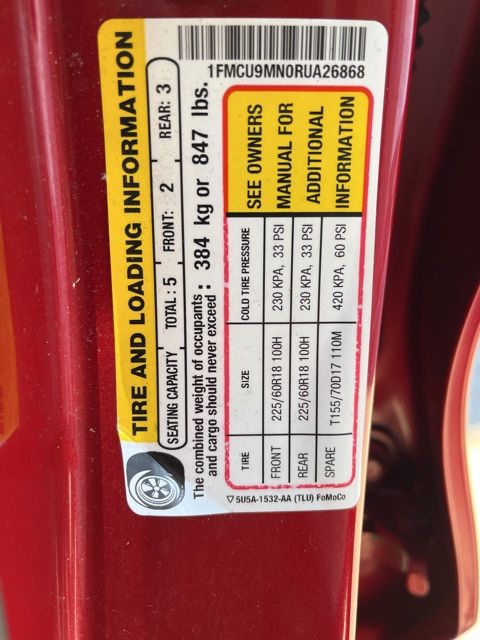 TIRE AND LOADING INFORMATION
SEATING CAPACITY TOTAL: 5 FRONT: 2 REAR: 3
The combined weight of occupants
and cargo should never exceed: 384 kg or 847 lbs.
TIRE SIZE COLD TIRE PRESSURE
FRONT 225/60R18 100H 230 KPA, 33 PSI
REAR 225/60R18 100H 230 KPA, 33 PSI
SPARE T155/70D17 110M 420 KPA, 60 PSI
SEE OWNERS
MANUAL FOR
ADDITIONAL
INFORMATION
5U5A-1532-AA (TLU) FoMoCo
1FMCU9MN0RUA26868